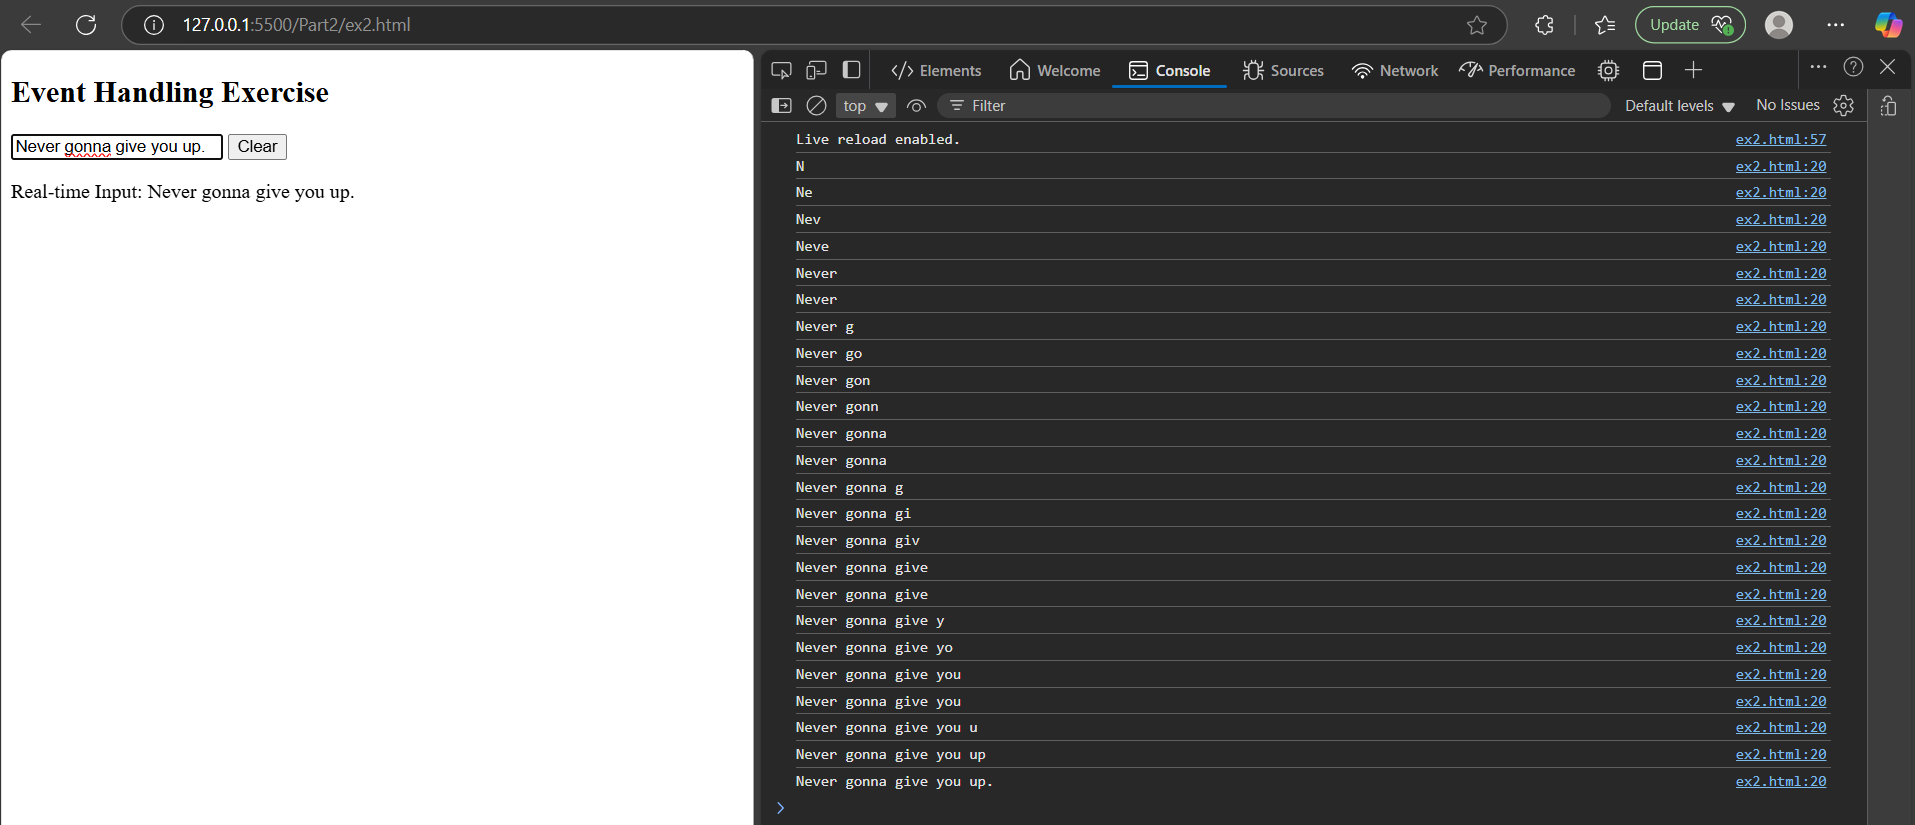 127.0.0.1:5500/Part2/ex2.html
Update
Event Handling Exercise
Never gonna give you up. Clear
Real-time Input: Never gonna give you up.
Elements Welcome Console Sources Network Performance
top Filter Default levels No Issues
Live reload enabled. ex2.html:57
N ex2.html:20
Ne ex2.html:20
Nev ex2.html:20
Neve ex2.html:20
Never ex2.html:20
Never ex2.html:20
Never g ex2.html:20
Never go ex2.html:20
Never gon ex2.html:20
Never gonn ex2.html:20
Never gonna ex2.html:20
Never gonna ex2.html:20
Never gonna g ex2.html:20
Never gonna gi ex2.html:20
Never gonna giv ex2.html:20
Never gonna give ex2.html:20
Never gonna give ex2.html:20
Never gonna give y ex2.html:20
Never gonna give yo ex2.html:20
Never gonna give you ex2.html:20
Never gonna give you ex2.html:20
Never gonna give you u ex2.html:20
Never gonna give you up ex2.html:20
Never gonna give you up. ex2.html:20